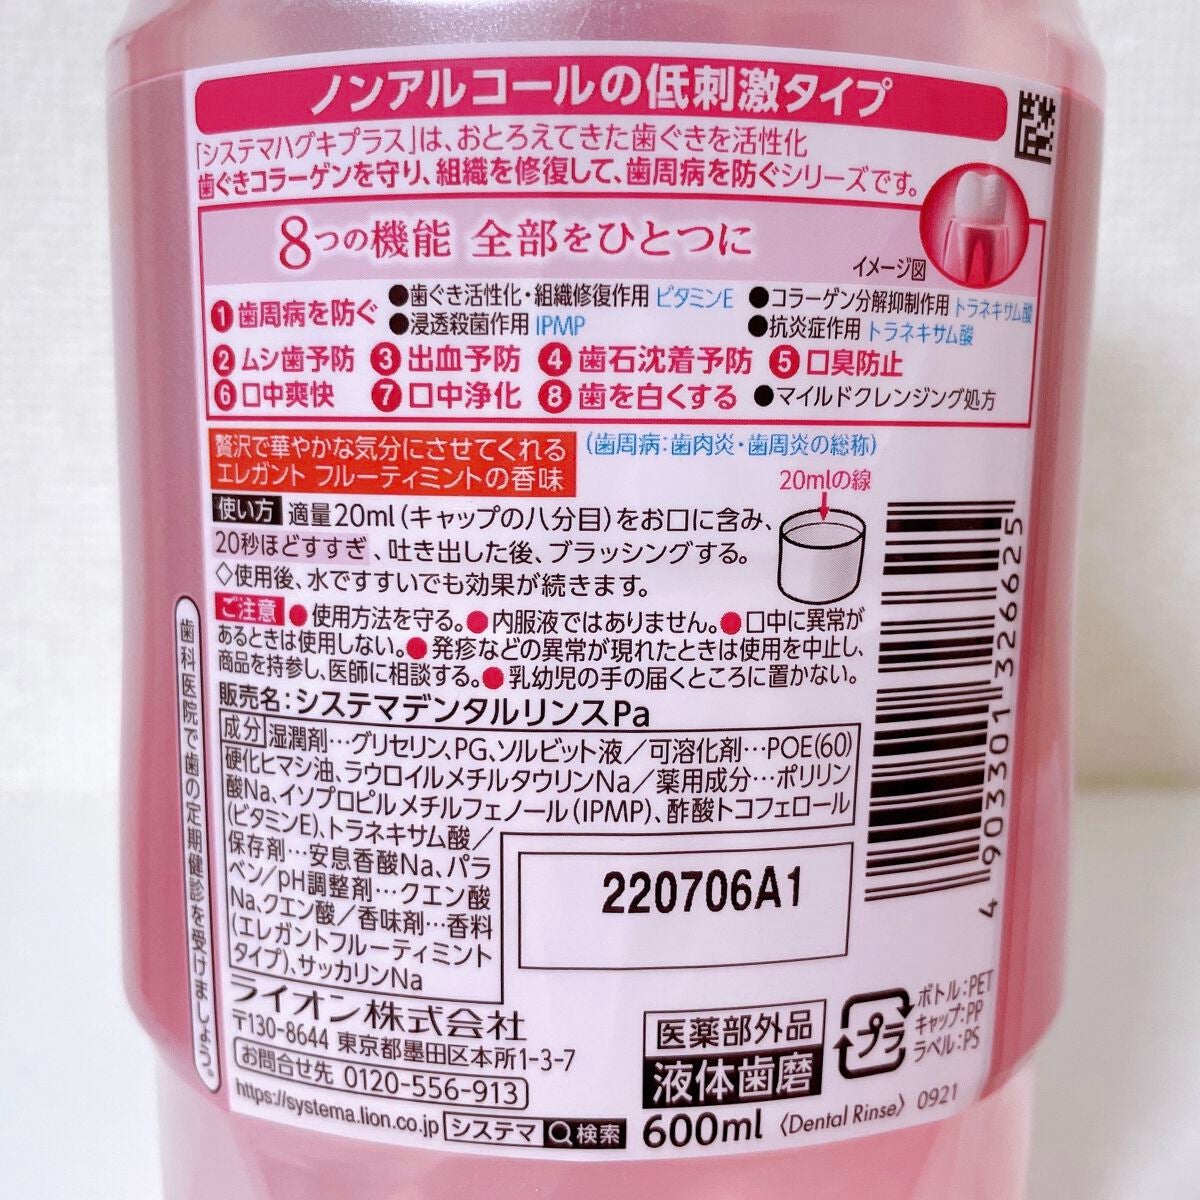 ノンアルコールの低刺激タイプ
「システマハグキプラス」は、おとろえてきた歯ぐきを活性化
歯ぐきコラーゲンを守り、組織を修復して、歯周病を防ぐシリーズです。
8つの機能 全部をひとつに
イメージ図
①歯周病を防ぐ
●歯ぐき活性化・組織修復作用 ビタミンE ●コラーゲン分解抑制作用 トラネキサム酸
●浸透殺菌作用 IPMP ●抗炎症作用 トラネキサム酸
②ムシ歯予防 ③出血予防 ④歯石沈着予防 ⑤口臭防止
⑥口中爽快 ⑦口中浄化 ⑧歯を白くする ●マイルドクレンジング処方
贅沢で華やかな気分にさせてくれる
エレガント フルーティミントの香味
(歯周病:歯肉炎・歯周炎の総称)
20mlの線
使い方 適量20ml(キャップの八分目)をお口に含み、
20秒ほどすすぎ、吐き出した後、ブラッシングする。
◇使用後、水ですすいでも効果が続きます。
ご注意 ●使用方法を守る。●内服液ではありません。●口中に異常が
あるときは使用しない。●発疹などの異常が現れたときは使用を中止し、
商品を持参し、医師に相談する。●乳幼児の手の届くところに置かない。
販売名:システマデンタルリンスPa
成分 湿潤剤…グリセリン、PG、ソルビット液/可溶化剤…POE(60)
硬化ヒマシ油、ラウロイルメチルタウリンNa/薬用成分…ポリリン
酸Na、イソプロピルメチルフェノール(IPMP)、酢酸トコフェロール
(ビタミンE)、トラネキサム酸/
保存剤…安息香酸Na、パラ
ベン/pH調整剤…クエン酸
Na、クエン酸/香味剤…香料
(エレガントフルーティミント
タイプ)、サッカリンNa
220706A1
4903301326625
歯科医院で歯の定期健診を受けましょう。
ライオン株式会社
〒130-8644 東京都墨田区本所1-3-7
お問合せ先 0120-556-913
https://systema.lion.co.jp
システマ 検索
医薬部外品
液体歯磨
600ml 〈Dental Rinse〉 0921
プラ
ボトル:PET
キャップ:PP
ラベル:PS